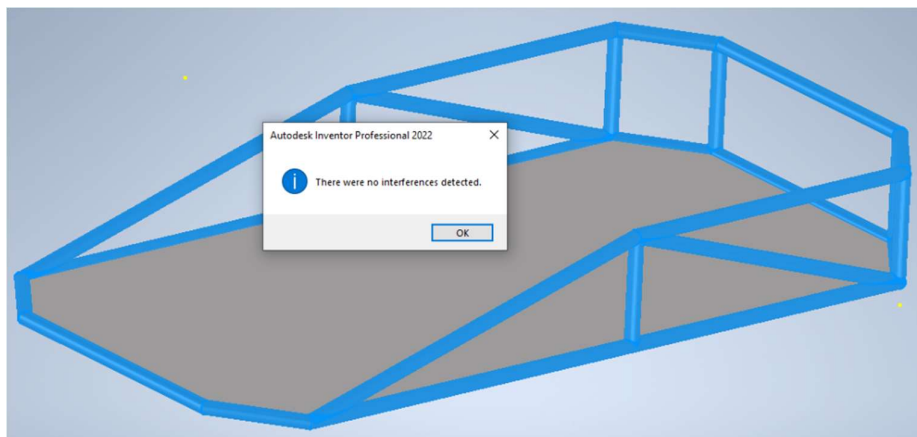 Autodesk Inventor Professional 2022
There were no interferences detected.
OK